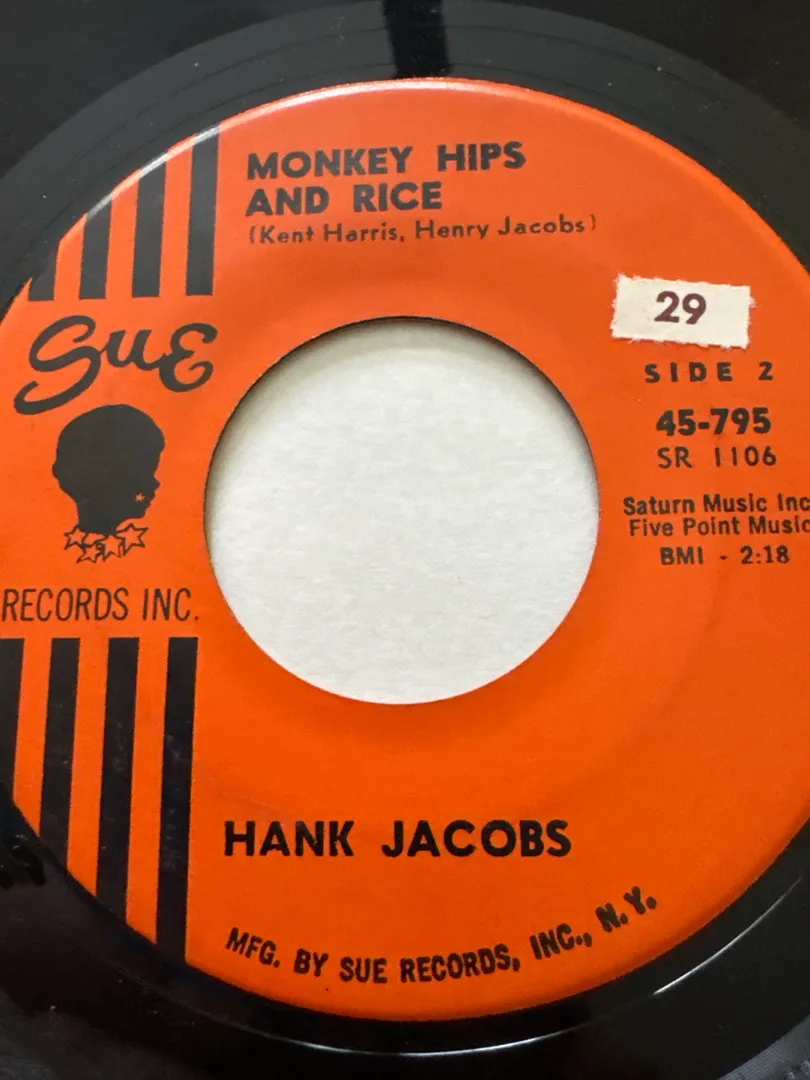 MONKEY HIPS
AND RICE
(Kent Harris, Henry Jacobs)
29
Sue
SIDE 2
45-795
SR 1106
Saturn Music Inc
Five Point Music
BMI - 2:18
RECORDS INC.
HANK JACOBS
MFG. BY SUE RECORDS, INC., N.Y.